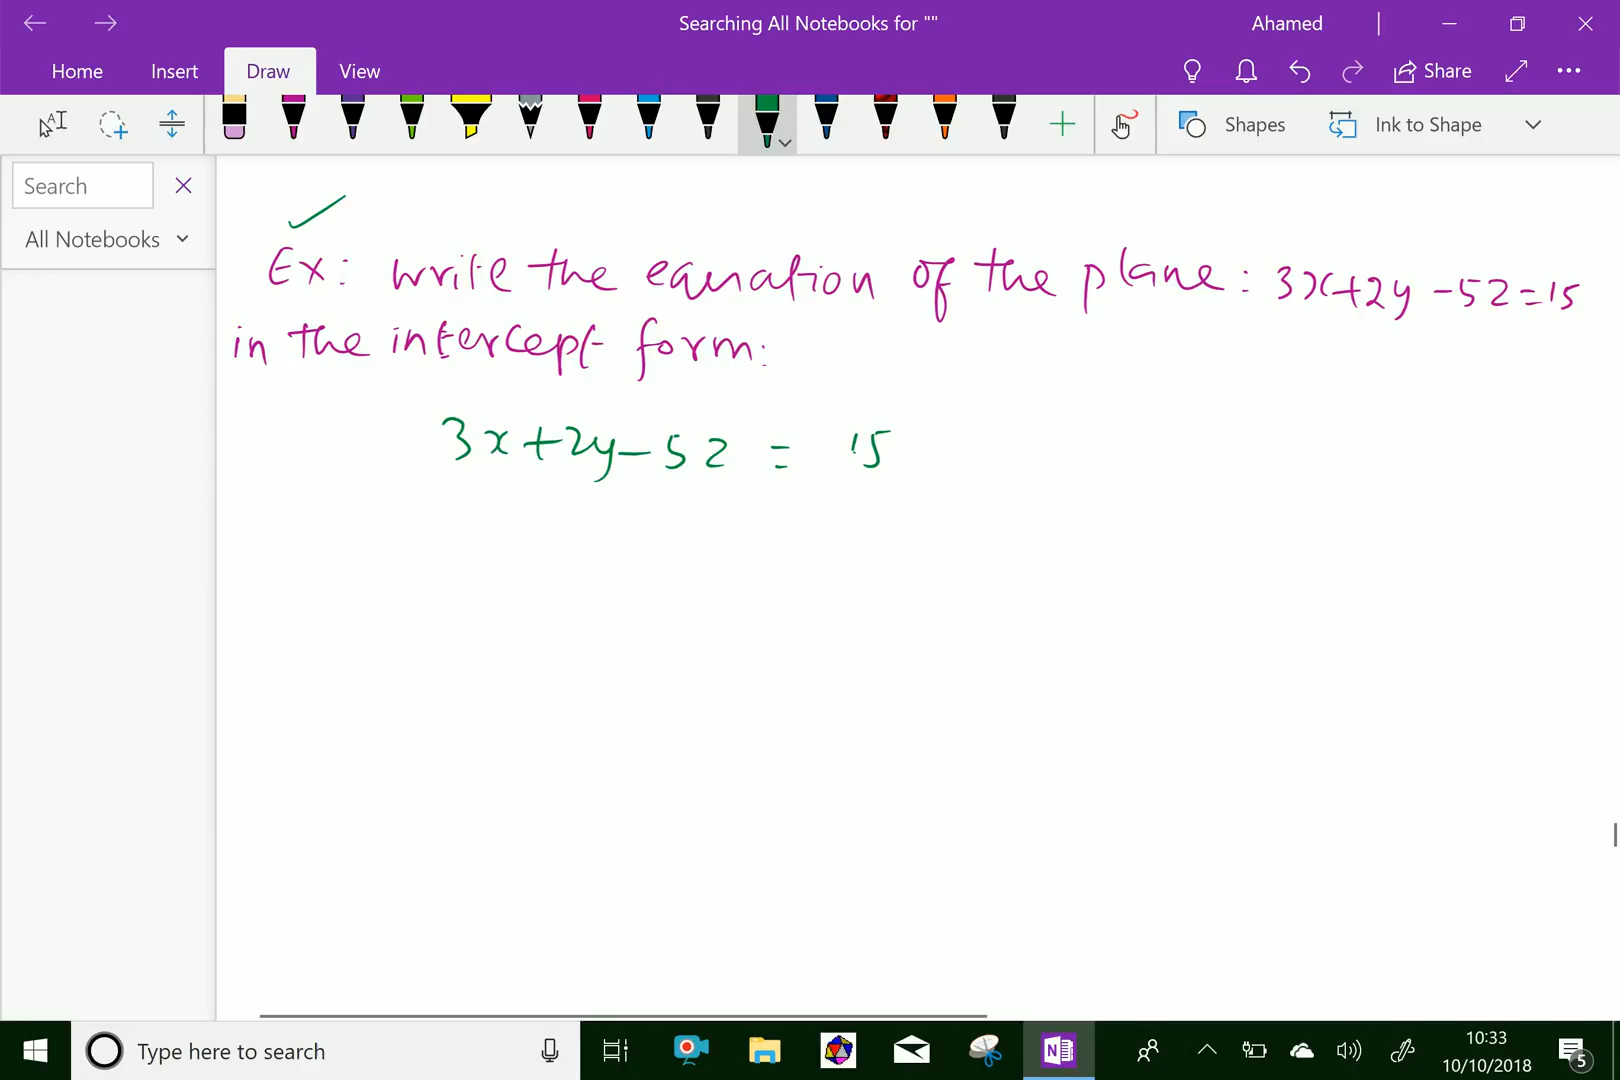 Searching All Notebooks for ""
Ahamed
Home Insert Draw View
Share
Shapes
Ink to Shape
Search
All Notebooks
Ex: write the equation of the plane: 3x+2y-5z=15
in the intercept form:
3x+2y-5z = 15
Type here to search
10:33
10/10/2018
5